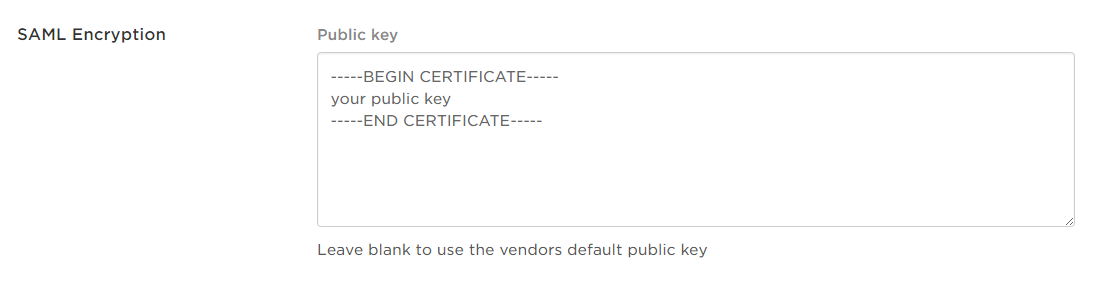 SAML Encryption
Public key
-----BEGIN CERTIFICATE-----
your public key
-----END CERTIFICATE-----
Leave blank to use the vendors default public key